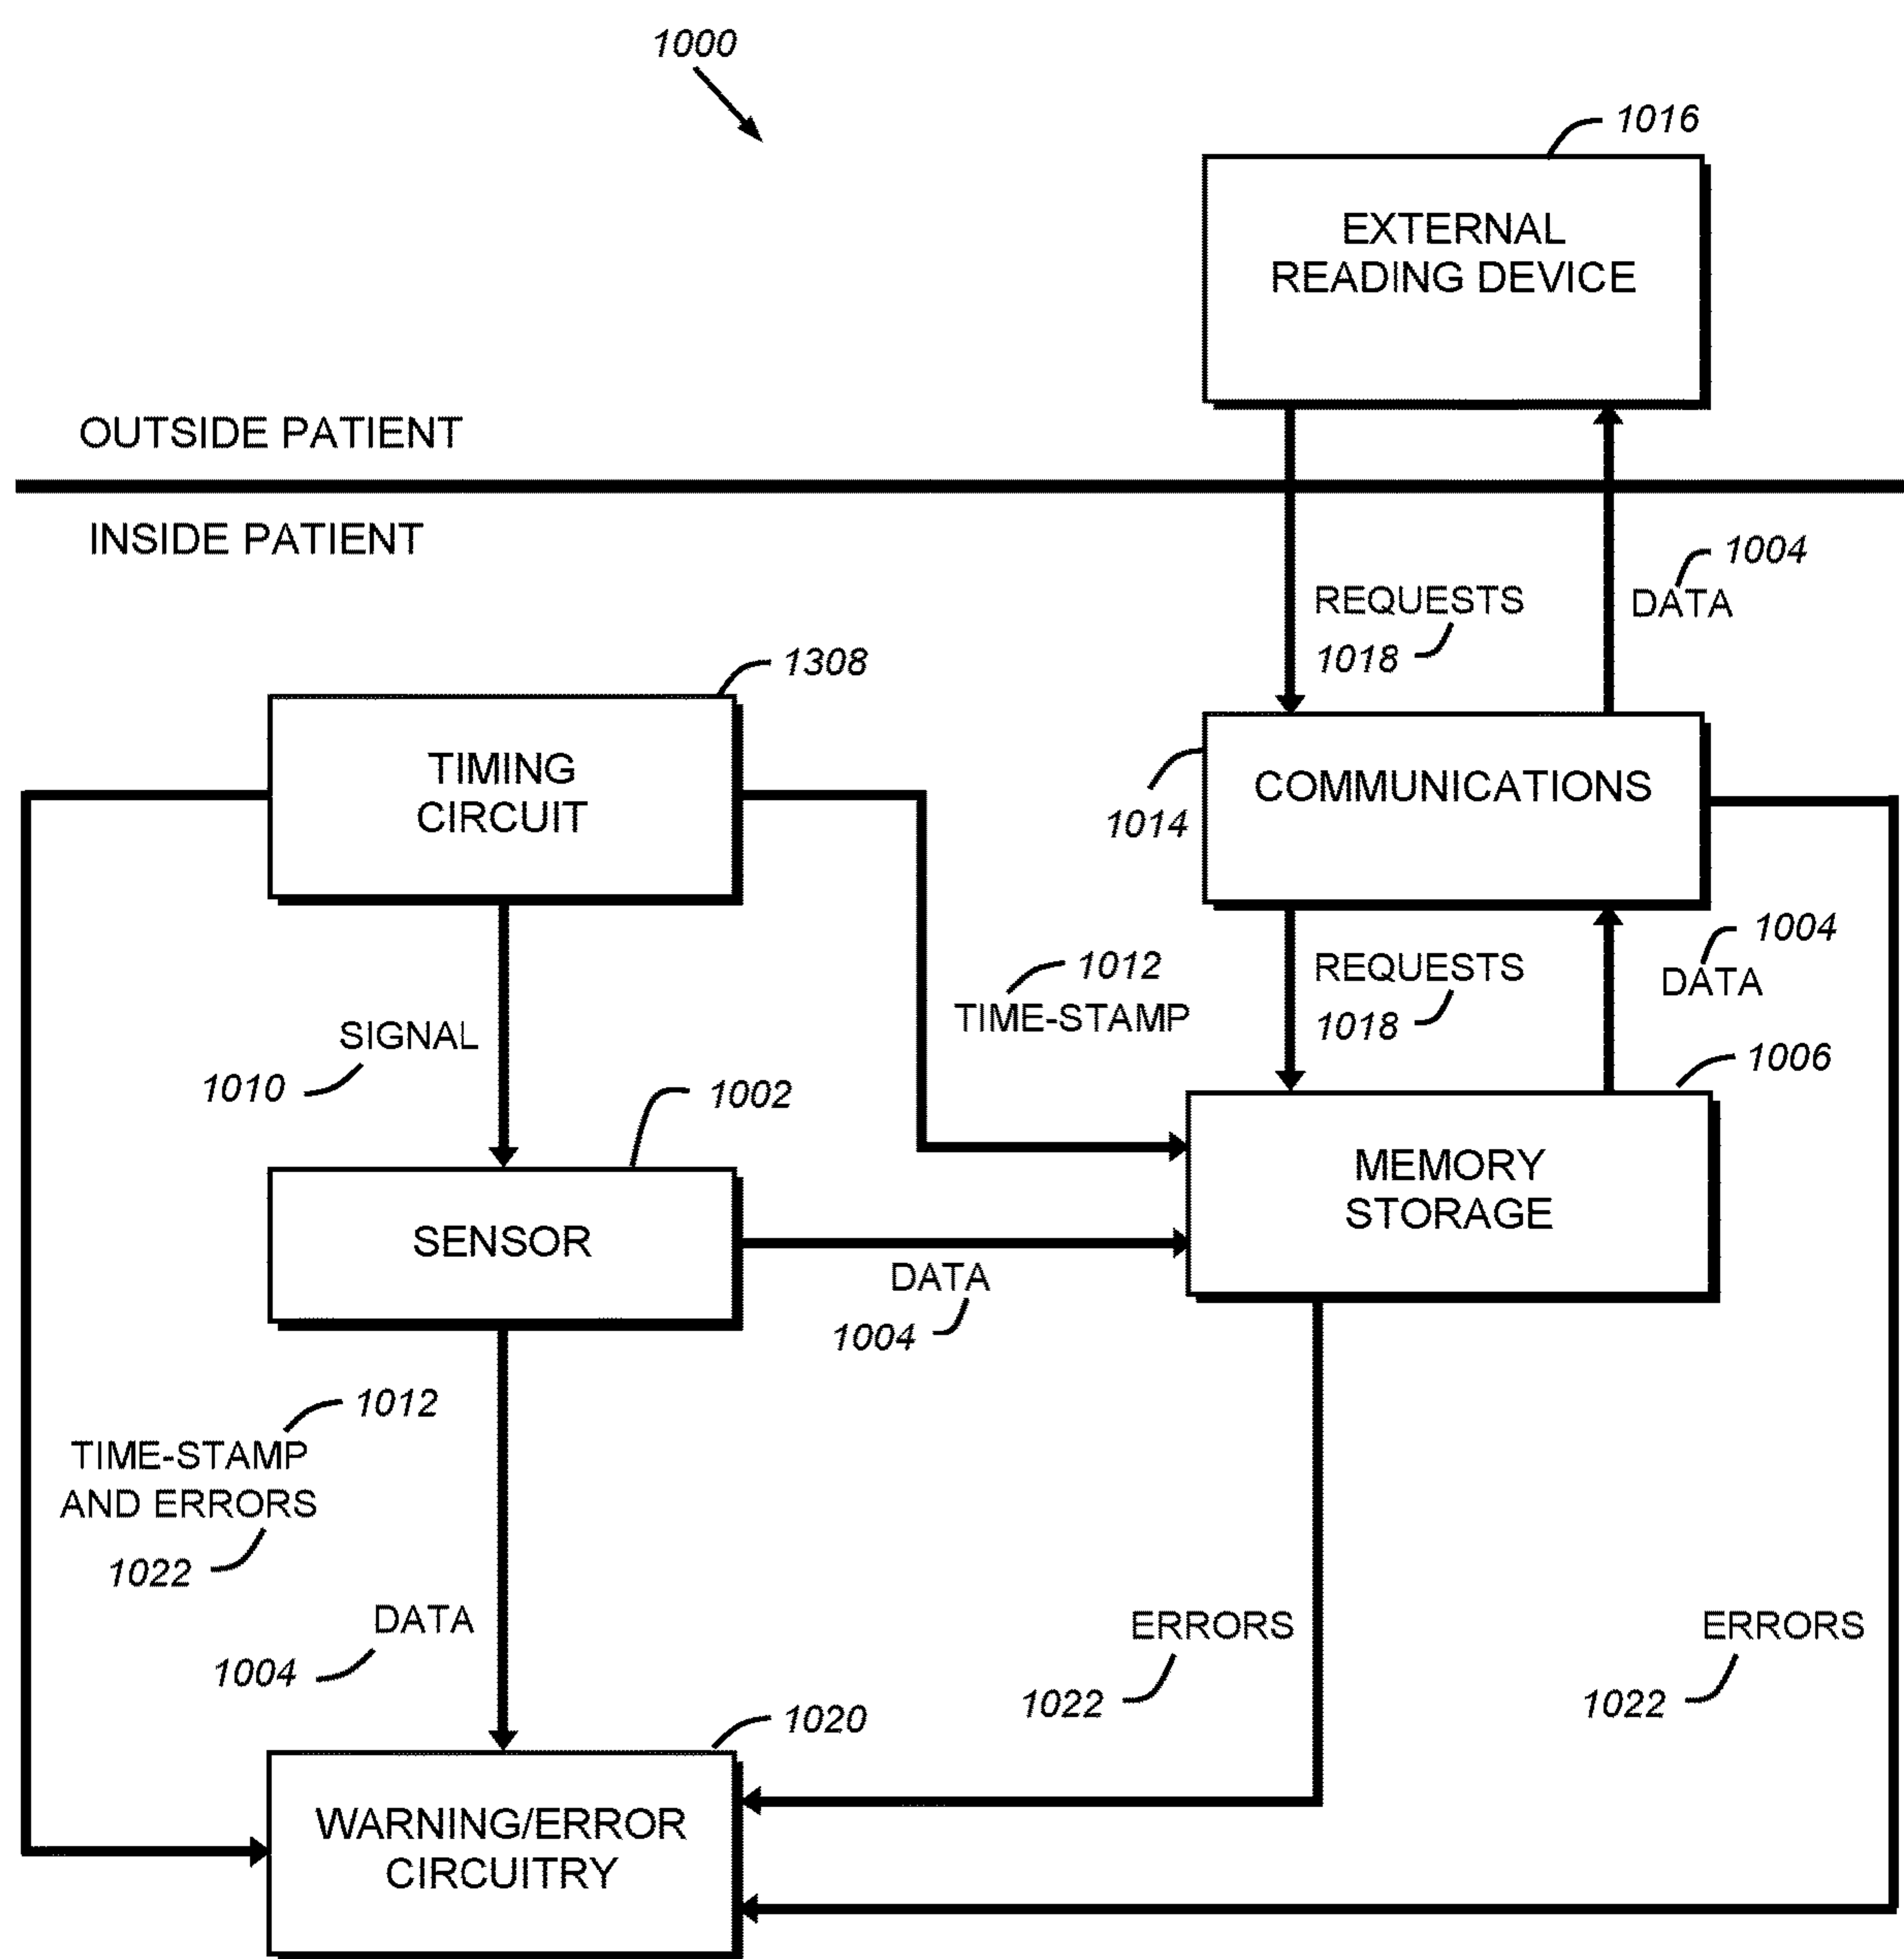 1000
1016
EXTERNAL
READING DEVICE
OUTSIDE PATIENT
INSIDE PATIENT
1004
REQUESTS
DATA
1018
1308
TIMING
CIRCUIT
COMMUNICATIONS
1014
1004
1012
REQUESTS
DATA
TIME-STAMP
1018
SIGNAL
1010
1002
1006
MEMORY
STORAGE
SENSOR
DATA
1004
1012
TIME-STAMP
AND ERRORS
1022
DATA
1004
ERRORS
1022
ERRORS
1022
1020
WARNING/ERROR
CIRCUITRY